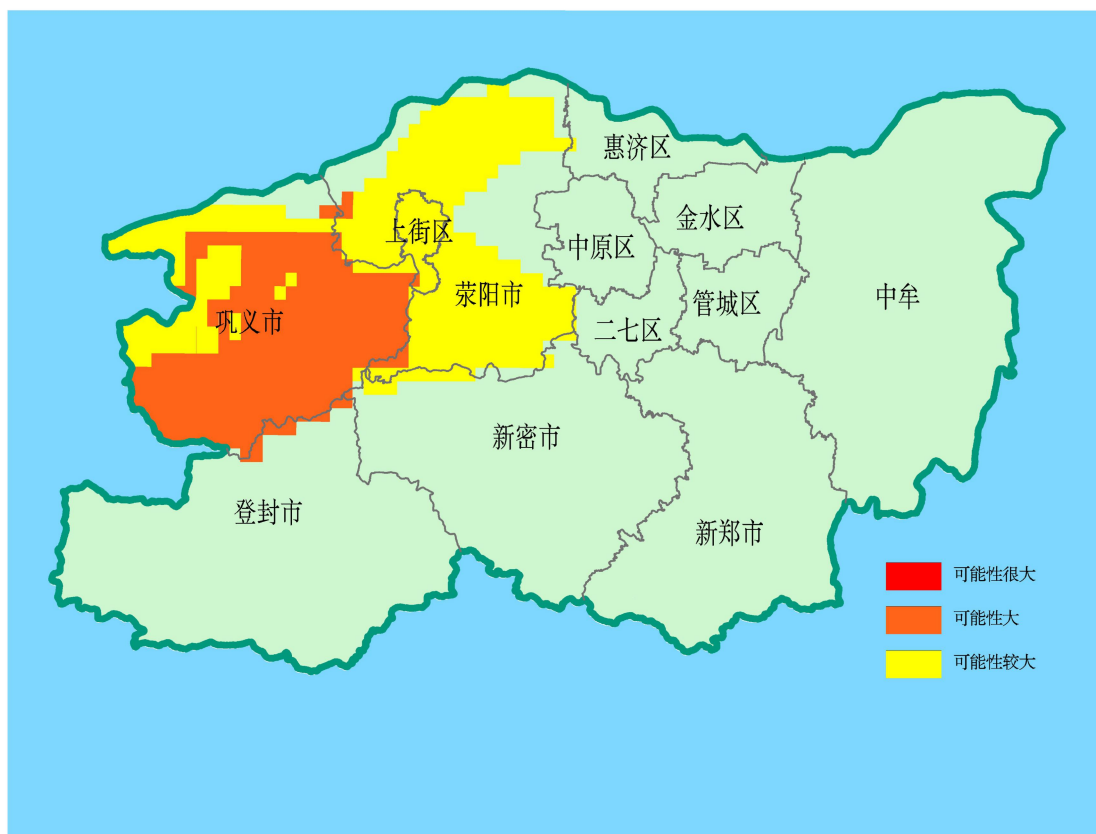 惠济区
金水区
上街区
中原区
荥阳市
管城区
中牟
巩义市
二七区
新密市
登封市
新郑市
可能性很大
可能性大
可能性较大